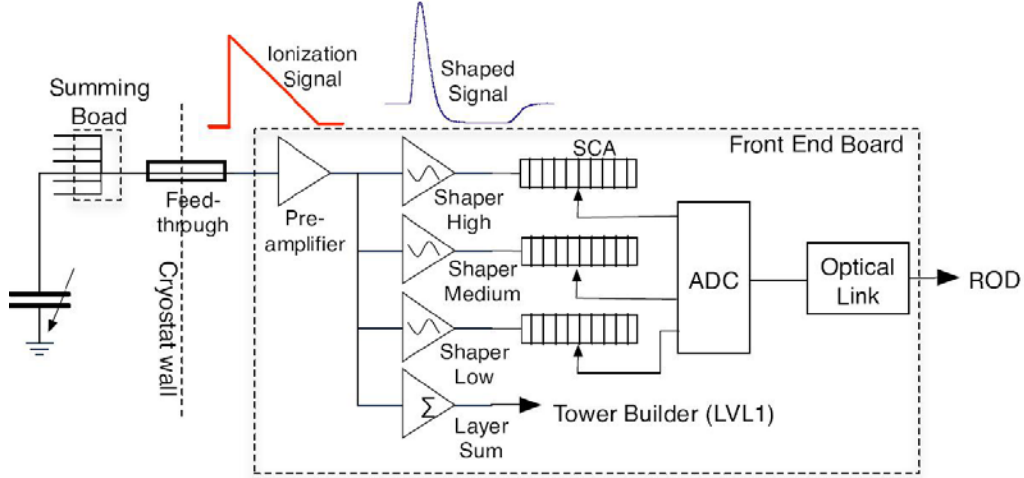 Ionization
Signal
Shaped
Signal
Summing
Boad
Front End Board
SCA
Feed-
through
Pre-
amplifier
Shaper
High
Shaper
Medium
Shaper
Low
Σ
Layer
Sum
Cryostat wall
ADC
Optical
Link
ROD
Tower Builder (LVL1)